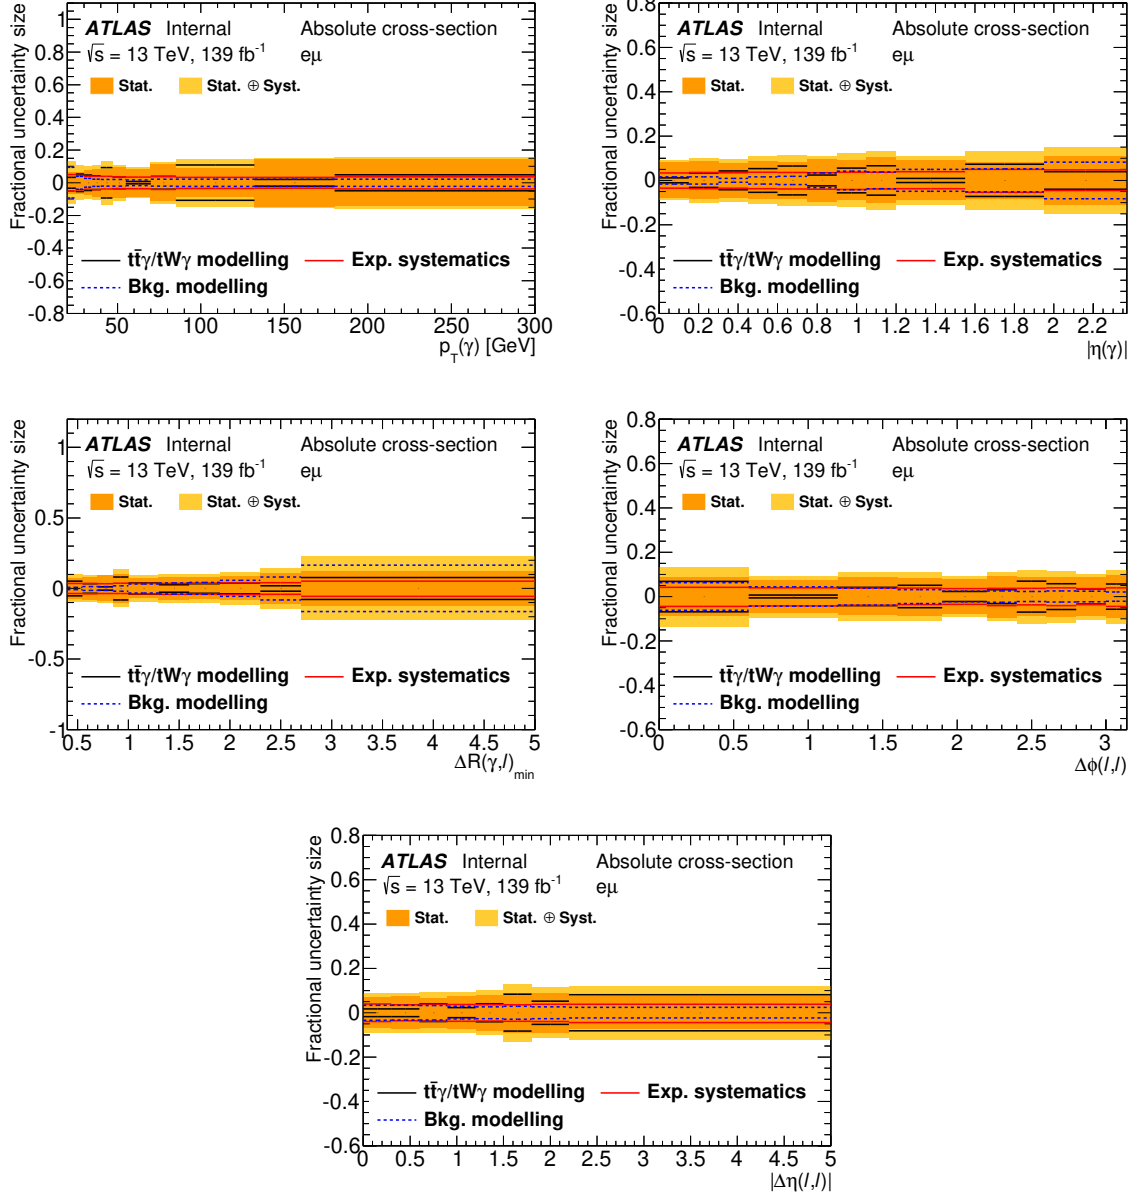 Fractional uncertainty size
ATLAS Internal Absolute cross-section
√s = 13 TeV, 139 fb⁻¹ eμ
Stat. Stat. ⊕ Syst.
1
0.8
0.6
0.4
0.2
0
-0.2
-0.4
-0.6
-0.8
tt̄γ/tWγ modelling Exp. systematics
Bkg. modelling
50 100 150 200 250 300
p_T(γ) [GeV]
Fractional uncertainty size
ATLAS Internal Absolute cross-section
√s = 13 TeV, 139 fb⁻¹ eμ
Stat. Stat. ⊕ Syst.
0.8
0.6
0.4
0.2
0
-0.2
-0.4
-0.6
tt̄γ/tWγ modelling Exp. systematics
Bkg. modelling
0 0.2 0.4 0.6 0.8 1 1.2 1.4 1.6 1.8 2 2.2
|η(γ)|
Fractional uncertainty size
ATLAS Internal Absolute cross-section
√s = 13 TeV, 139 fb⁻¹ eμ
Stat. Stat. ⊕ Syst.
1
0.5
0
-0.5
-1
tt̄γ/tWγ modelling Exp. systematics
Bkg. modelling
0.5 1 1.5 2 2.5 3 3.5 4 4.5 5
ΔR(γ,l)_min
Fractional uncertainty size
ATLAS Internal Absolute cross-section
√s = 13 TeV, 139 fb⁻¹ eμ
Stat. Stat. ⊕ Syst.
0.8
0.6
0.4
0.2
0
-0.2
-0.4
-0.6
tt̄γ/tWγ modelling Exp. systematics
Bkg. modelling
0 0.5 1 1.5 2 2.5 3
Δϕ(l,l)
Fractional uncertainty size
ATLAS Internal Absolute cross-section
√s = 13 TeV, 139 fb⁻¹ eμ
Stat. Stat. ⊕ Syst.
0.8
0.6
0.4
0.2
0
-0.2
-0.4
-0.6
tt̄γ/tWγ modelling Exp. systematics
Bkg. modelling
0 0.5 1 1.5 2 2.5 3 3.5 4 4.5 5
|Δη(l,l)|